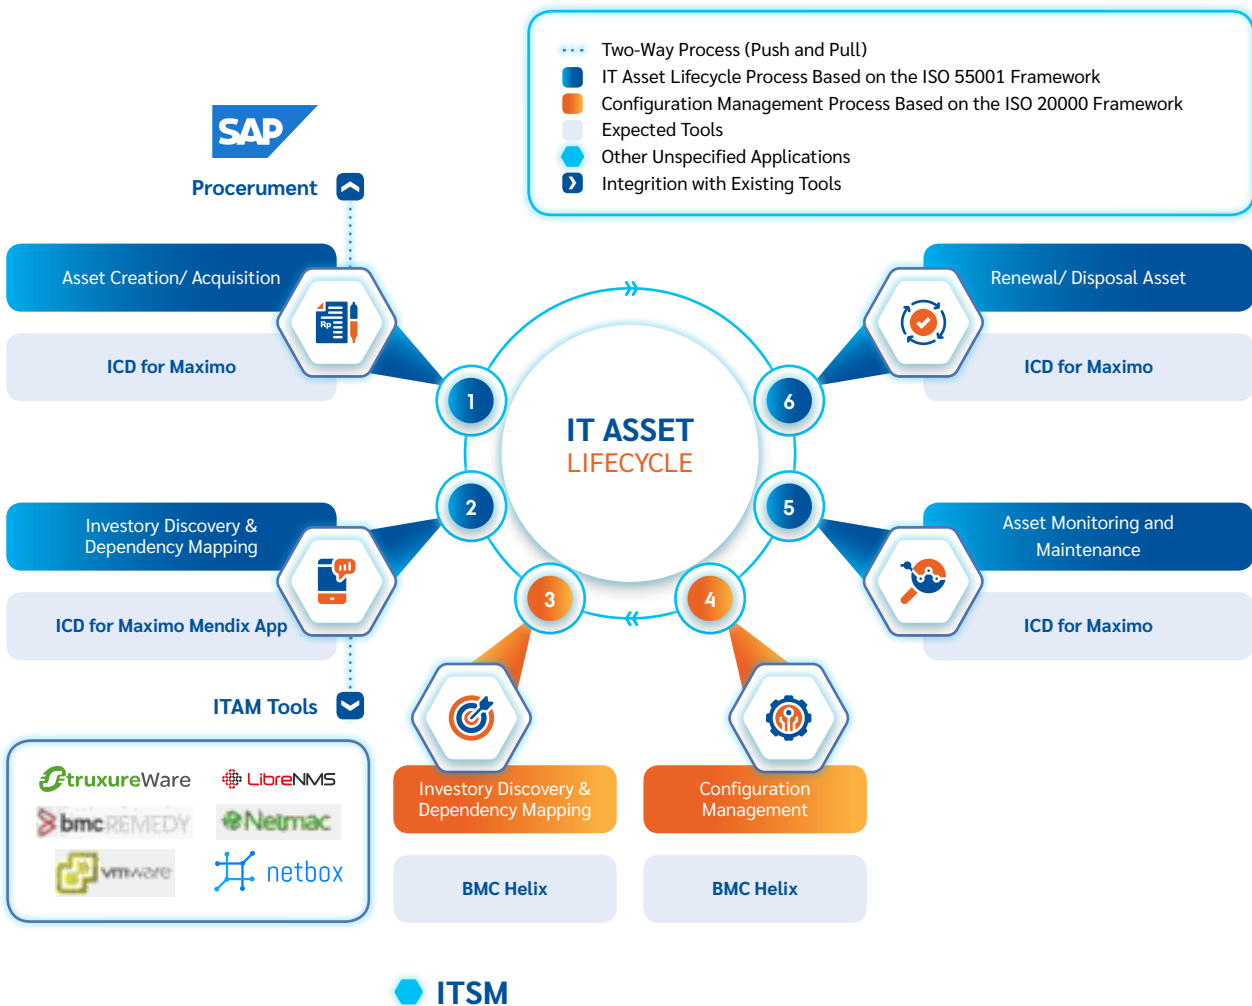 Two-Way Process (Push and Pull)
IT Asset Lifecycle Process Based on the ISO 55001 Framework
Configuration Management Process Based on the ISO 20000 Framework
Expected Tools
Other Unspecified Applications
Integrition with Existing Tools
SAP
Procerument
Asset Creation/ Acquisition
Rp
ICD for Maximo
1
Investory Discovery &
Dependency Mapping
ICD for Maximo Mendix App
2
ITAM Tools
StruxureWare
LibreNMS
bmc REMEDY
Netmac
vmware
netbox
IT ASSET
LIFECYCLE
3
Investory Discovery &
Dependency Mapping
BMC Helix
4
Configuration
Management
BMC Helix
5
Asset Monitoring and
Maintenance
ICD for Maximo
6
Renewal/ Disposal Asset
ICD for Maximo
ITSM